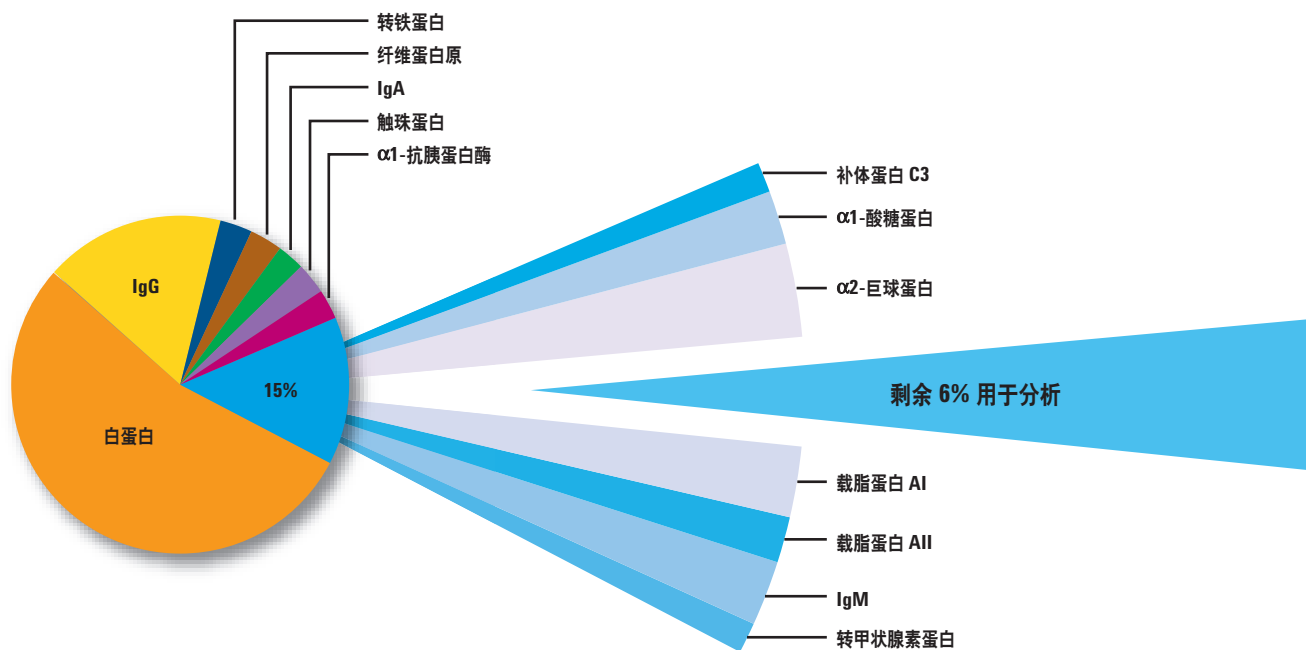 转铁蛋白
纤维蛋白原
IgA
触珠蛋白
α1-抗胰蛋白酶
IgG
15%
白蛋白
补体蛋白 C3
α1-酸糖蛋白
α2-巨球蛋白
剩余 6% 用于分析
载脂蛋白 AI
载脂蛋白 AII
IgM
转甲状腺素蛋白